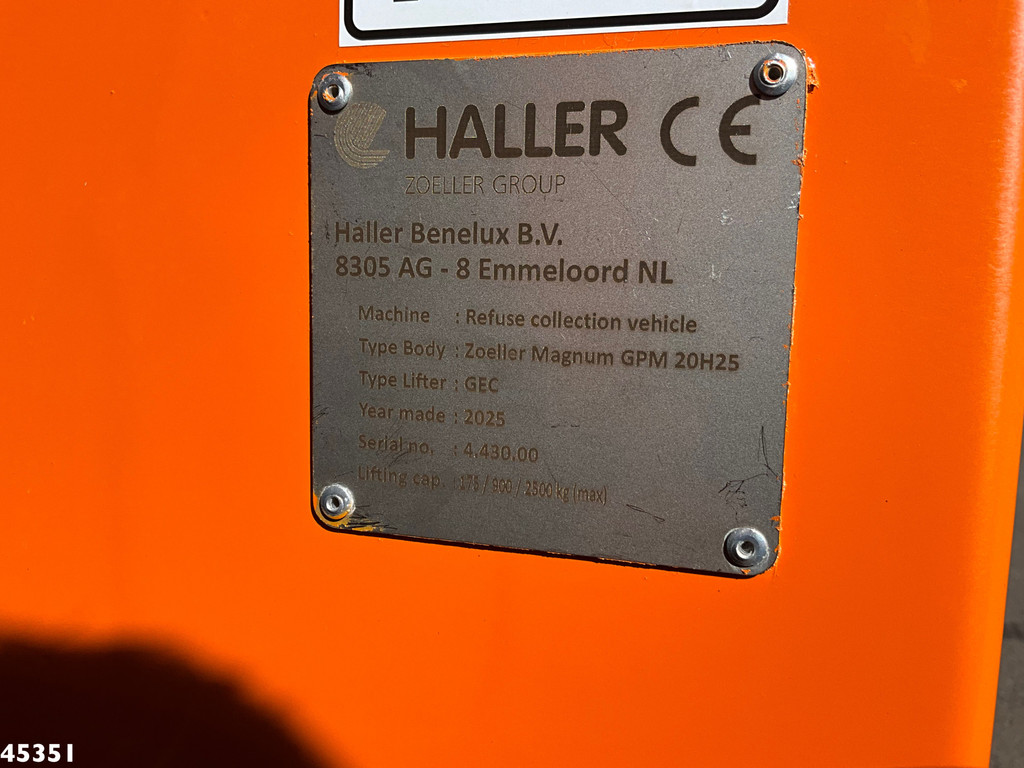 HALLER CE
ZOELLER GROUP
Haller Benelux B.V.
8305 AG - 8 Emmeloord NL
Machine : Refuse collection vehicle
Type Body : Zoeller Magnum GPM 20H25
Type Lifter : GEC
Year made : 2025
Serial no. : 4,430.00
Lifting cap. : 175 / 900 / 2500 kg (max)
45351